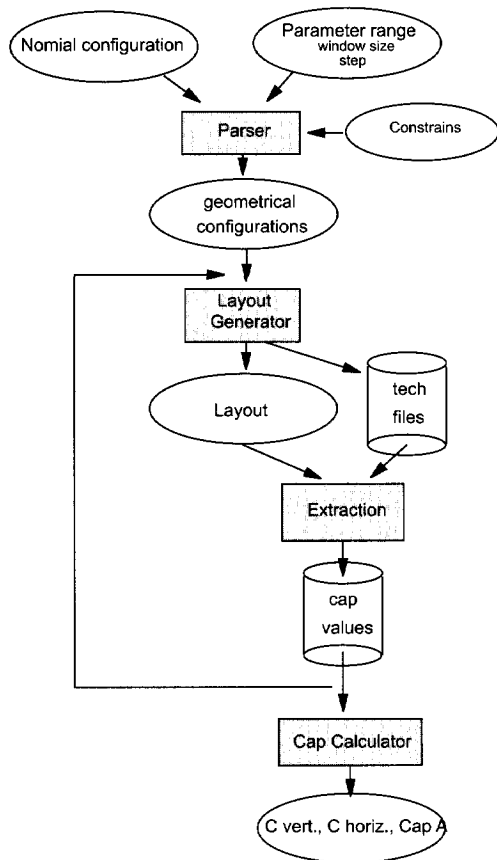 Nomial configuration
Parameter range
window size
step
Parser
Constrains
geometrical
configurations
Layout
Generator
Layout
tech
files
Extraction
cap
values
Cap Calculator
C vert., C horiz., Cap A